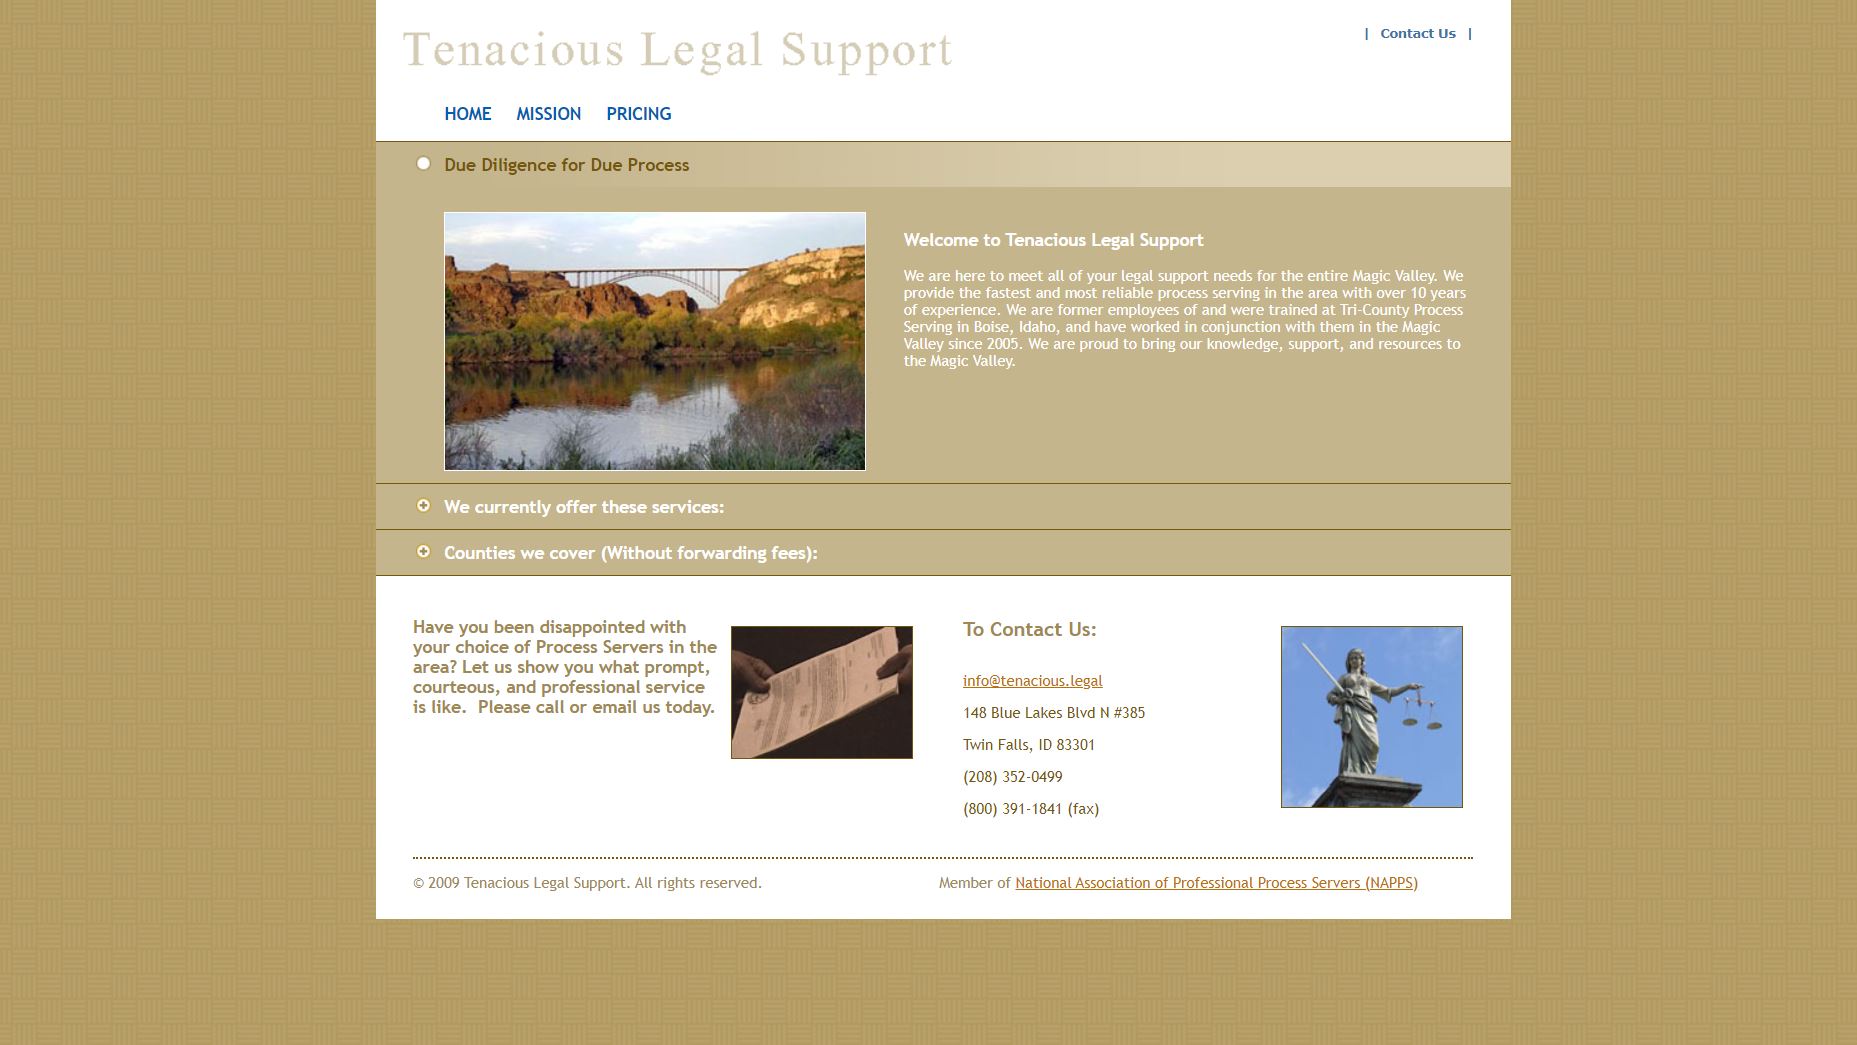 Tenacious Legal Support
| Contact Us |
HOME MISSION PRICING
Due Diligence for Due Process
Welcome to Tenacious Legal Support
We are here to meet all of your legal support needs for the entire Magic Valley. We
provide the fastest and most reliable process serving in the area with over 10 years
of experience. We are former employees of and were trained at Tri-County Process
Serving in Boise, Idaho, and have worked in conjunction with them in the Magic
Valley since 2005. We are proud to bring our knowledge, support, and resources to
the Magic Valley.
We currently offer these services:
Counties we cover (Without forwarding fees):
Have you been disappointed with
your choice of Process Servers in the
area? Let us show you what prompt,
courteous, and professional service
is like.  Please call or email us today.
To Contact Us:
info@tenacious.legal
148 Blue Lakes Blvd N #385
Twin Falls, ID 83301
(208) 352-0499
(800) 391-1841 (fax)
© 2009 Tenacious Legal Support. All rights reserved.
Member of National Association of Professional Process Servers (NAPPS)